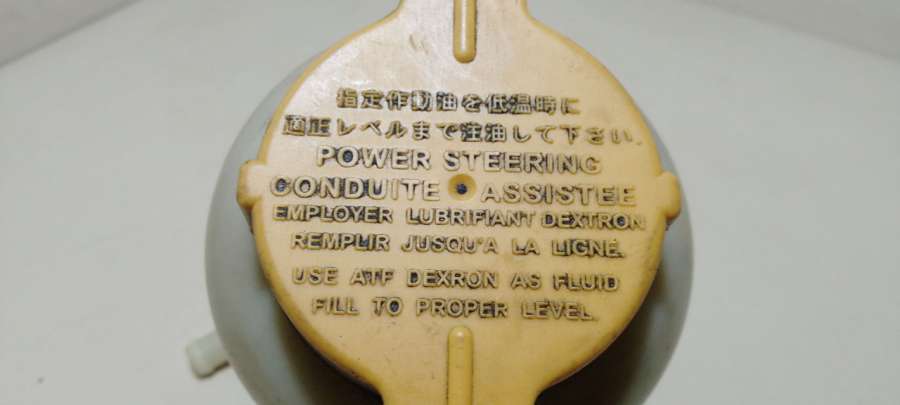 指定作動油を低温時に
適正レベルまで注油して下さい.
POWER STEERING
CONDUITE ASSISTEE
EMPLOYER LUBRIFIANT DEXTRON
REMPLIR JUSQU'A LA LIGNE.
USE ATF DEXRON AS FLUID
FILL TO PROPER LEVEL.